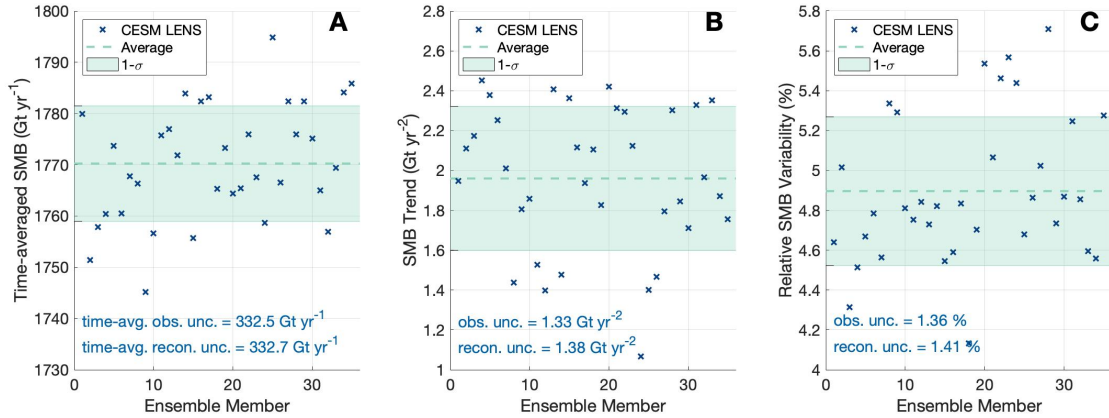 A
CESM LENS
Average
1-σ
Time-averaged SMB (Gt yr⁻¹)
1800
1790
1780
1770
1760
1750
1740
1730
time-avg. obs. unc. = 332.5 Gt yr⁻¹
time-avg. recon. unc. = 332.7 Gt yr⁻¹
0 10 20 30
Ensemble Member
B
CESM LENS
Average
1-σ
SMB Trend (Gt yr⁻²)
2.8
2.6
2.4
2.2
2
1.8
1.6
1.4
1.2
1
obs. unc. = 1.33 Gt yr⁻²
recon. unc. = 1.38 Gt yr⁻²
0 10 20 30
Ensemble Member
C
CESM LENS
Average
1-σ
Relative SMB Variability (%)
5.8
5.6
5.4
5.2
5
4.8
4.6
4.4
4.2
4
obs. unc. = 1.36 %
recon. unc. = 1.41 %
0 10 20 30
Ensemble Member